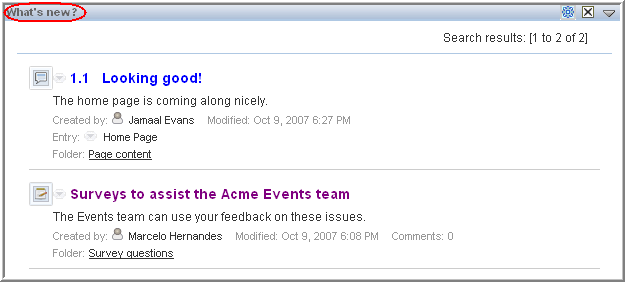 What's new?
Search results: [1 to 2 of 2]
1.1 Looking good!
The home page is coming along nicely.
Created by: Jamaal Evans Modified: Oct 9, 2007 6:27 PM
Entry: Home Page
Folder: Page content
Surveys to assist the Acme Events team
The Events team can use your feedback on these issues.
Created by: Marcelo Hernandes Modified: Oct 9, 2007 6:08 PM Comments: 0
Folder: Survey questions